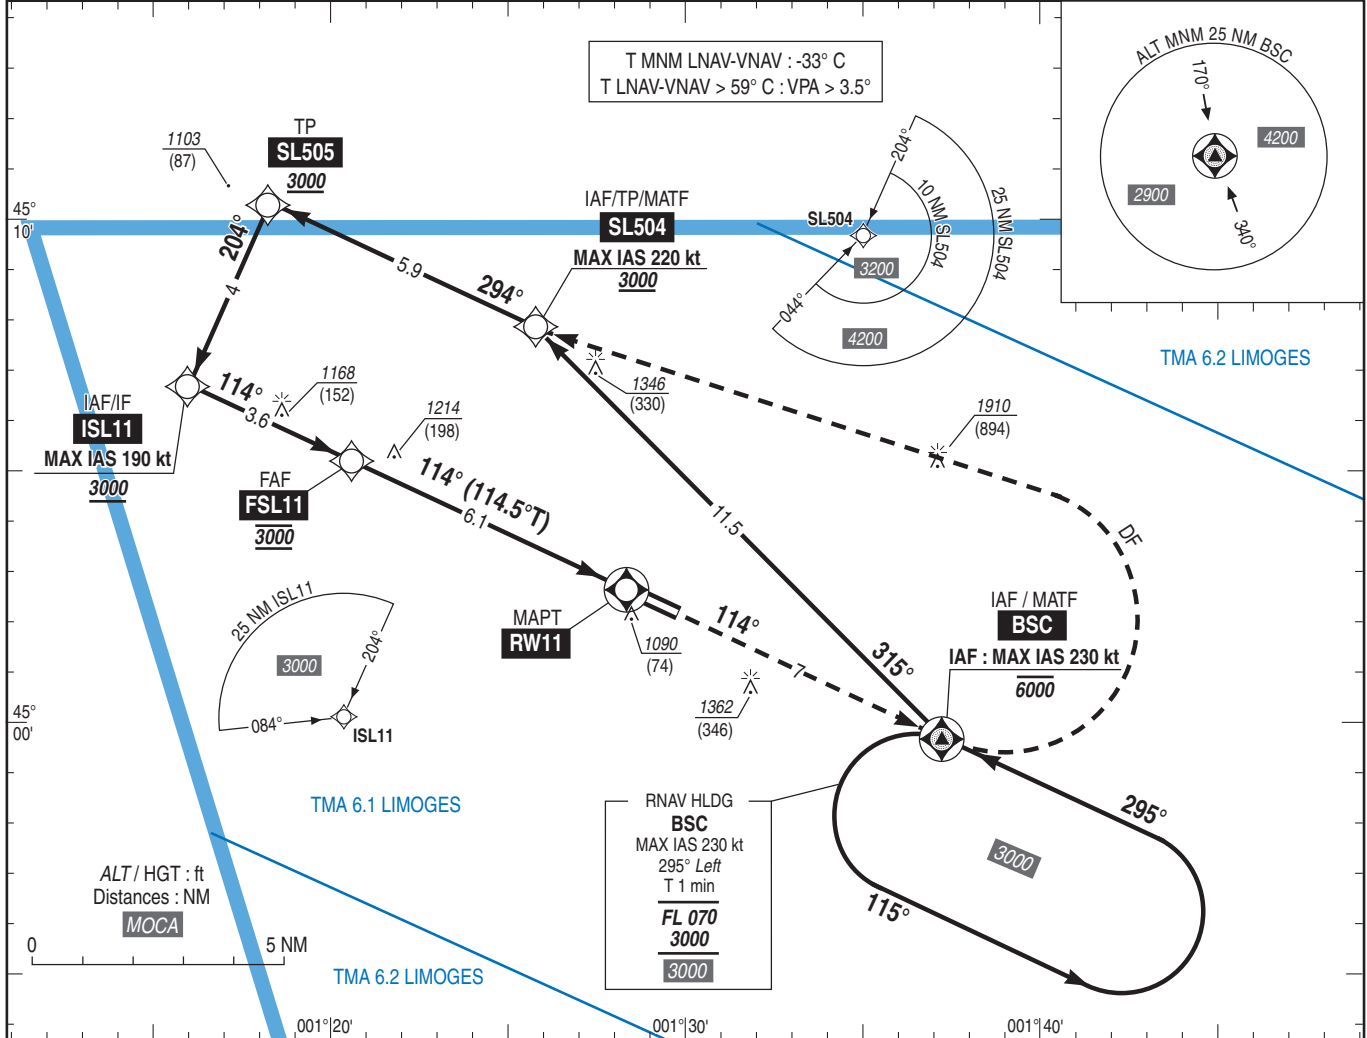 T MNM LNAV-VNAV : -33° C
T LNAV-VNAV > 59° C : VPA > 3.5°
ALT MNM 25 NM BSC
170°
4200
2900
340°
TP
SL505
3000
1103
(87)
IAF/TP/MATF
SL504
MAX IAS 220 kt
3000
SL504
204°
10 NM SL504
25 NM SL504
3200
044°
4200
45°
10'
204°
4
5.9
294°
TMA 6.2 LIMOGES
IAF/IF
ISL11
MAX IAS 190 kt
3000
114°
3.6
1168
(152)
1214
(198)
1346
(330)
1910
(894)
FAF
FSL11
3000
114° (114.5°T)
6.1
11.5
DF
25 NM ISL11
3000
204°
084°
ISL11
MAPT
RW11
1090
(74)
114°
7
1362
(346)
315°
IAF / MATF
BSC
IAF : MAX IAS 230 kt
6000
45°
00'
TMA 6.1 LIMOGES
RNAV HLDG
BSC
MAX IAS 230 kt
295° Left
T 1 min
FL 070
3000
3000
295°
3000
115°
ALT / HGT : ft
Distances : NM
MOCA
0
5 NM
TMA 6.2 LIMOGES
001° 20'
001° 30'
001° 40'